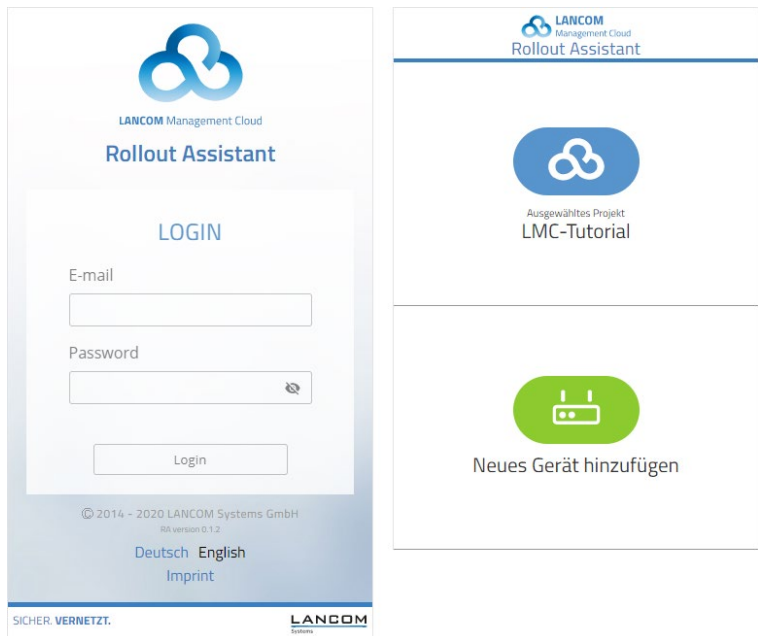 LANCOM Management Cloud
Rollout Assistant
LOGIN
E-mail
Password
Login
© 2014 - 2020 LANCOM Systems GmbH
RA version 0.1.2
Deutsch English
Imprint
SICHER. VERNETZT.
LANCOM
Systems
LANCOM
Management Cloud
Rollout Assistant
Ausgewähltes Projekt
LMC-Tutorial
Neues Gerät hinzufügen